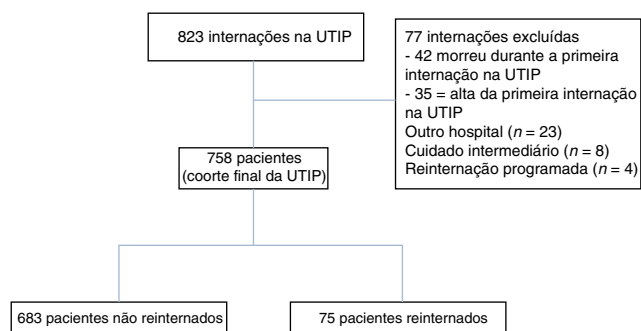 823 internações na UTIP
77 internações excluídas
- 42 morreu durante a primeira
internação na UTIP
- 35 = alta da primeira internação
na UTIP
Outro hospital (n = 23)
Cuidado intermediário (n = 8)
Reinternação programada (n = 4)
758 pacientes
(coorte final da UTIP)
683 pacientes não reinternados
75 pacientes reinternados